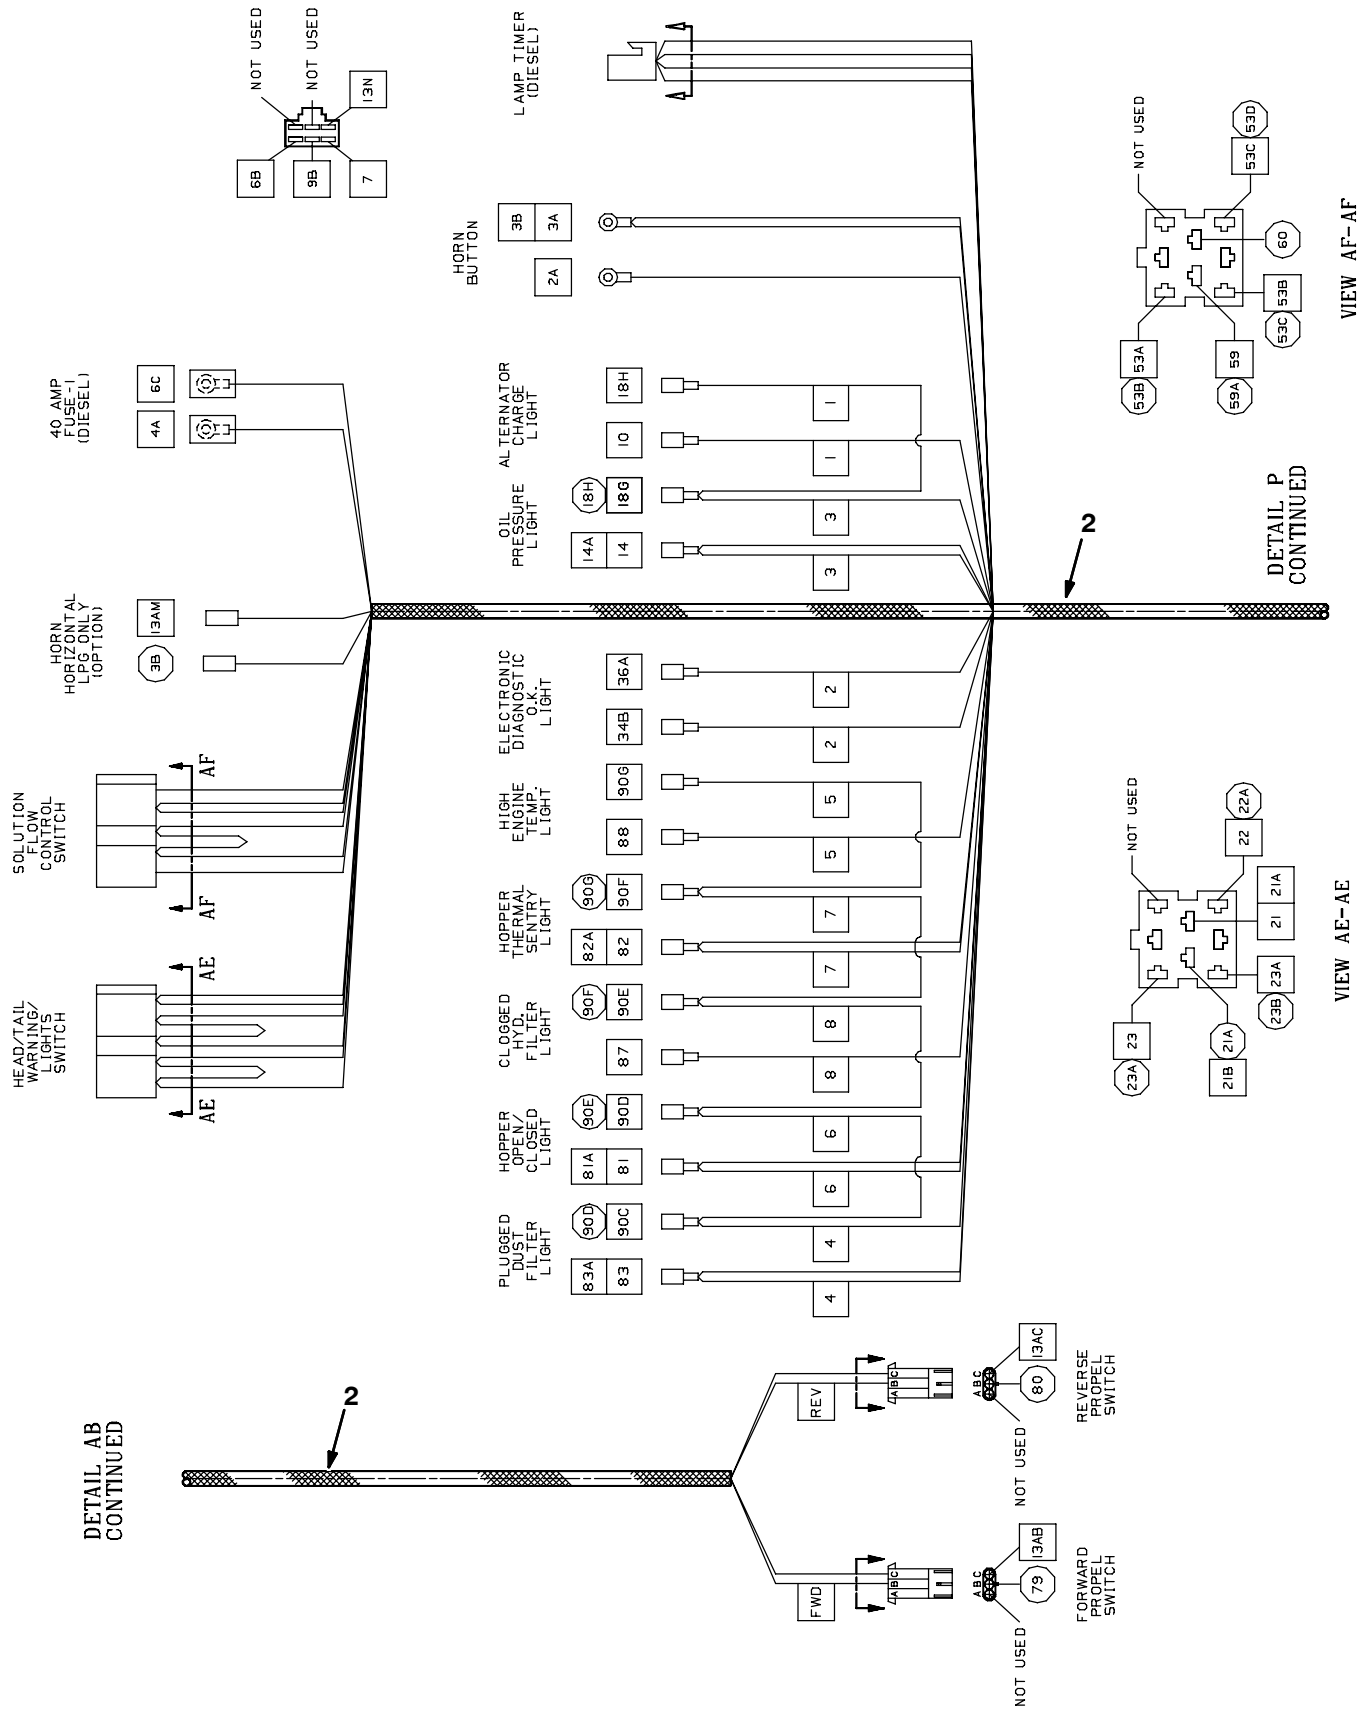 DETAIL AB
CONTINUED
2
FWD
REV
A B C
A B C
A B C
A B C
NOT USED
79
13AB
FORWARD
PROPEL
SWITCH
NOT USED
80
13AC
REVERSE
PROPEL
SWITCH
HEAD/TAIL
WARNING/
LIGHTS
SWITCH
AE
AE
SOLUTION
FLOW
CONTROL
SWITCH
AF
AF
HORN
HORIZONTAL
LPG ONLY
(OPTION)
3B
13AM
40 AMP
FUSE-1
(DIESEL)
4A
6C
NOT USED
NOT USED
6B
9B
7
13N
PLUGGED
DUST
FILTER
LIGHT
83A
83
90D
90C
4
4
HOPPER
OPEN/
CLOSED
LIGHT
81A
81
90E
90D
6
6
CLOGGED
HYD.
FILTER
LIGHT
87
90F
90E
8
8
HOPPER
THERMAL
SENTRY
LIGHT
82A
82
90G
90F
7
7
HIGH
ENGINE
TEMP.
LIGHT
88
90G
5
5
ELECTRONIC
DIAGNOSTIC
O.K.
LIGHT
34B
36A
2
2
OIL
PRESSURE
LIGHT
14A
14
18H
18G
3
3
ALTERNATOR
CHARGE
LIGHT
10
18H
1
1
HORN
BUTTON
2A
3B
3A
LAMP TIMER
(DIESEL)
2
DETAIL P
CONTINUED
NOT USED
23
23A
21B
21A
23A
23B
21
21A
22
22A
VIEW AE-AE
NOT USED
53A
53B
59
59A
53B
53C
60
53C
53D
VIEW AF-AF